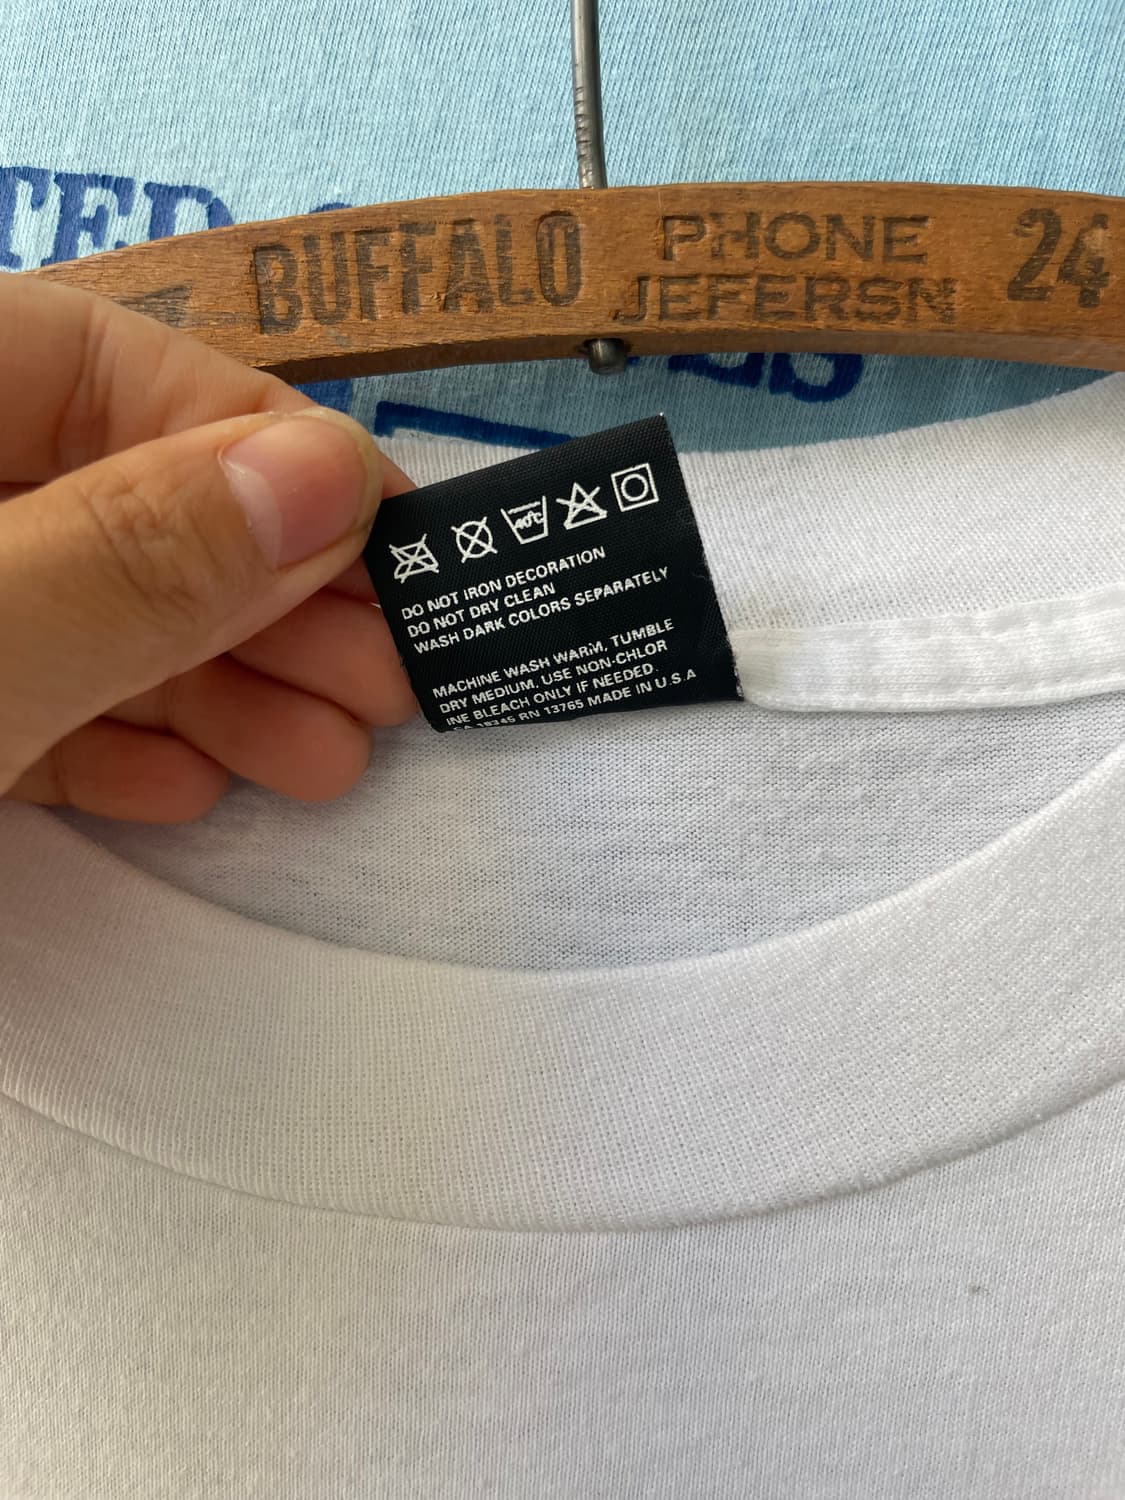 BUFFALO
PHONE
JEFERSN
24
40°C
DO NOT IRON DECORATION
DO NOT DRY CLEAN
WASH DARK COLORS SEPARATELY
MACHINE WASH WARM, TUMBLE
DRY MEDIUM, USE NON-CHLOR
INE BLEACH ONLY IF NEEDED.
RN 13765 MADE IN U.S.A